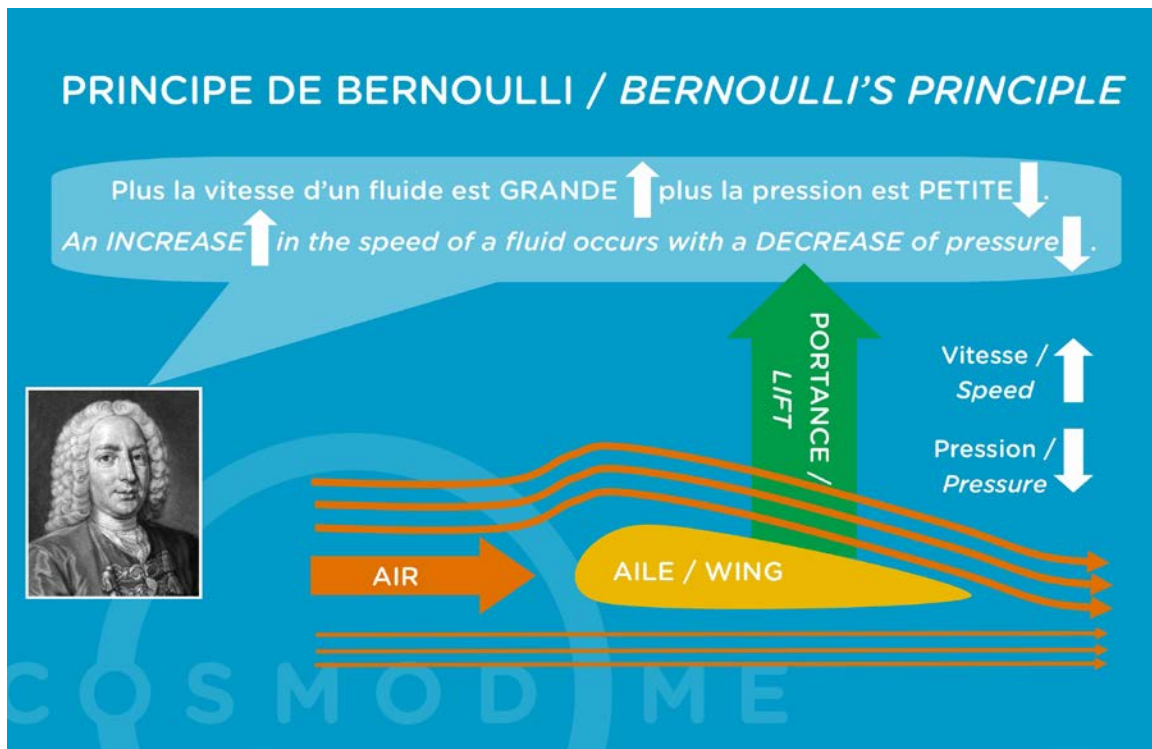 PRINCIPE DE BERNOULLI / BERNOULLI'S PRINCIPLE
Plus la vitesse d'un fluide est GRANDE plus la pression est PETITE .
An INCREASE in the speed of a fluid occurs with a DECREASE of pressure .
PORTANCE /
LIFT
Vitesse /
Speed
Pression /
Pressure
AIR
AILE / WING
COSMODOME